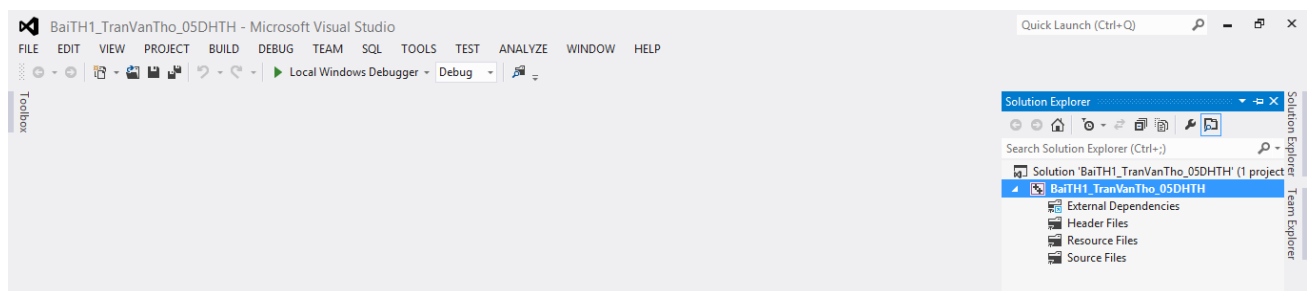 BaiTH1_TranVanTho_05DHTH - Microsoft Visual Studio
Quick Launch (Ctrl+Q)
FILE EDIT VIEW PROJECT BUILD DEBUG TEAM SQL TOOLS TEST ANALYZE WINDOW HELP
Local Windows Debugger Debug
Toolbox
Solution Explorer
Search Solution Explorer (Ctrl+;)
Solution 'BaiTH1_TranVanTho_05DHTH' (1 project
BaiTH1_TranVanTho_05DHTH
External Dependencies
Header Files
Resource Files
Source Files
Solution Explorer
Team Explorer